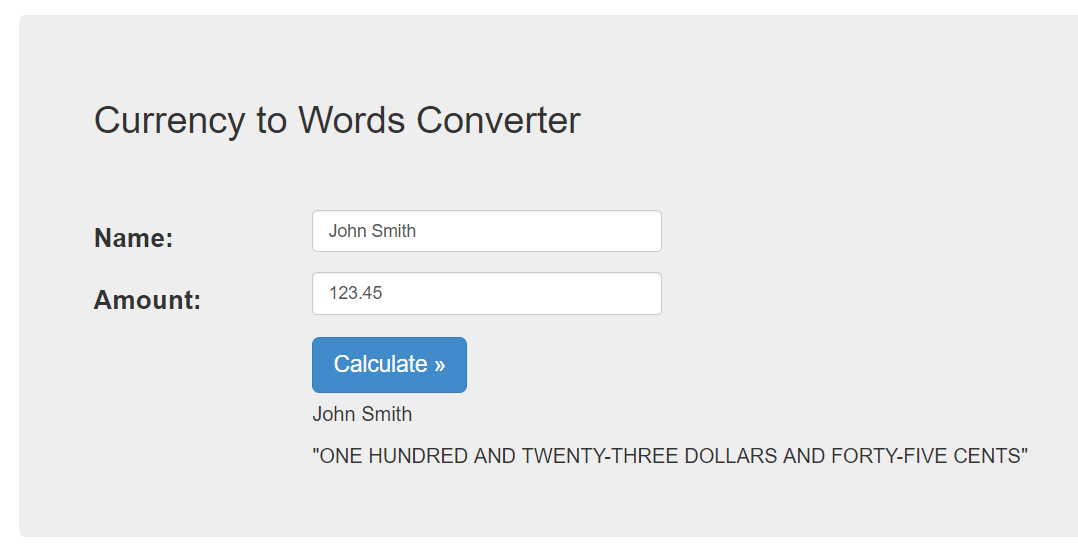 Currency to Words Converter
Name: John Smith
Amount: 123.45
Calculate »
John Smith
"ONE HUNDRED AND TWENTY-THREE DOLLARS AND FORTY-FIVE CENTS"